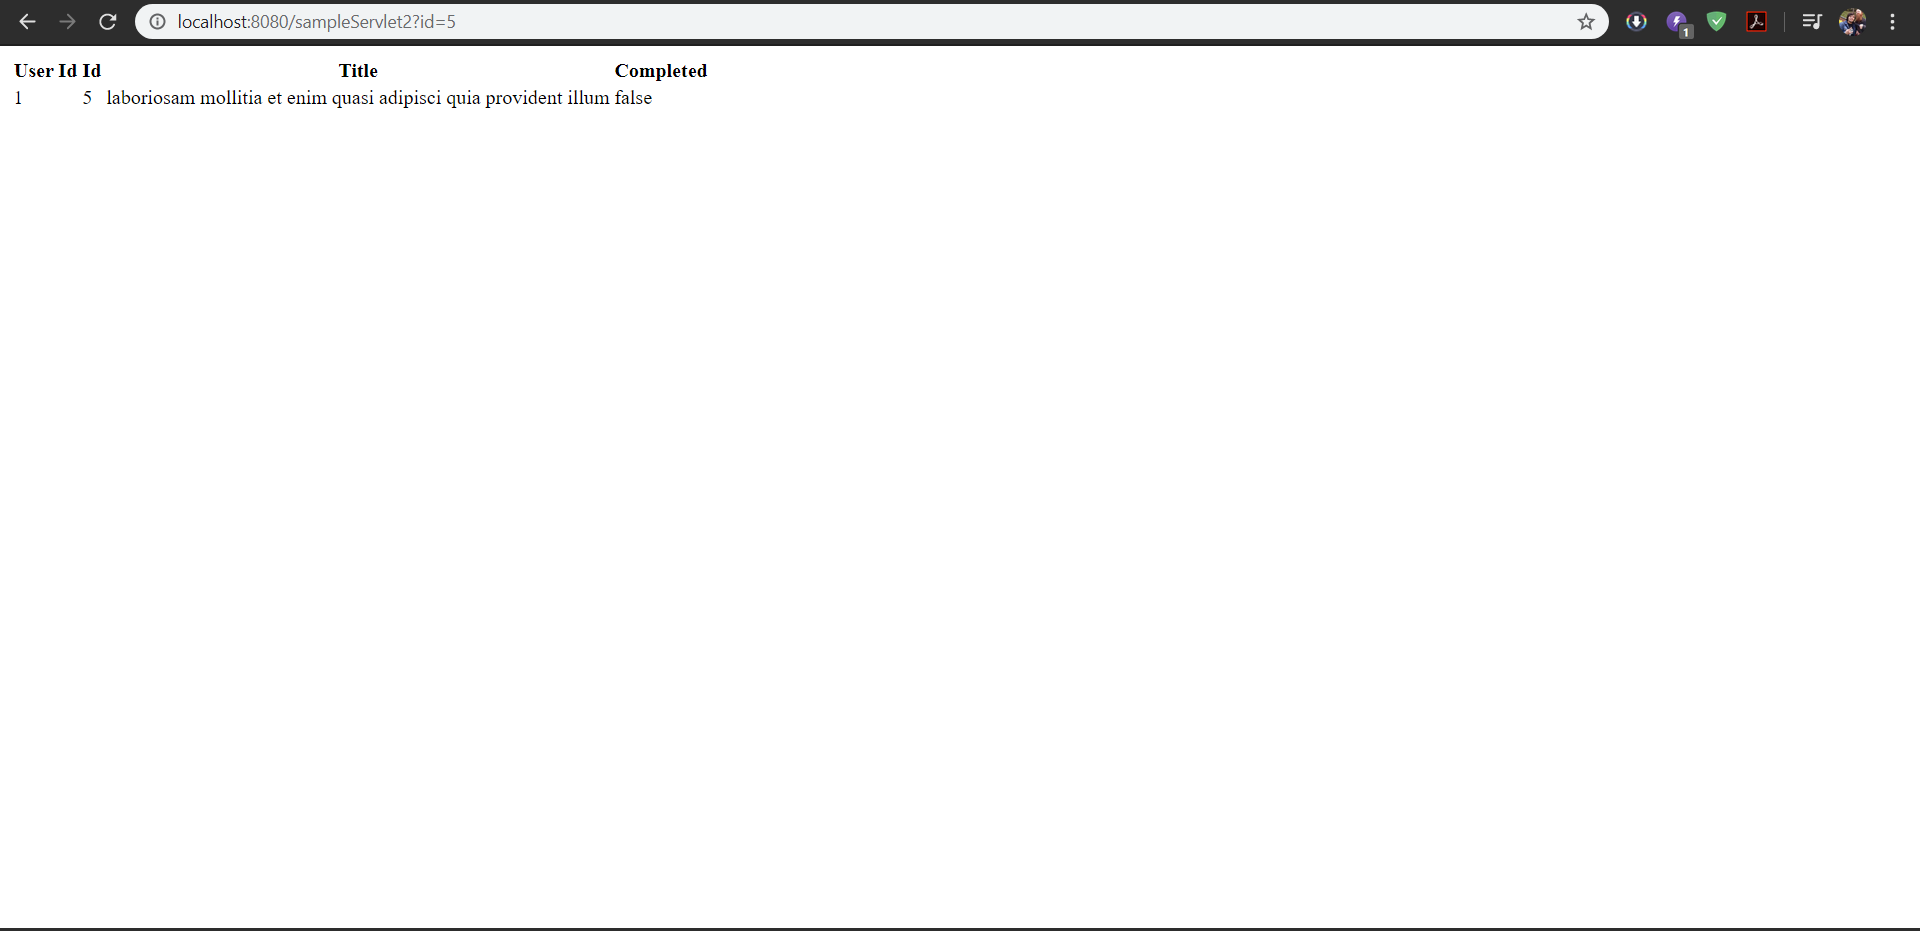 localhost:8080/sampleServlet2?id=5
1
User Id Id Title Completed
1 5 laboriosam mollitia et enim quasi adipisci quia provident illum false